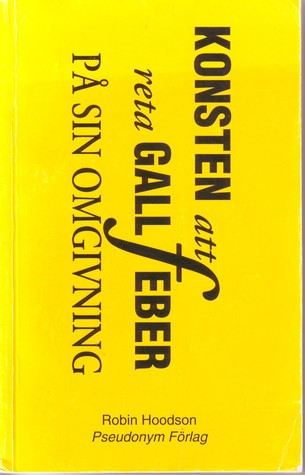 KONSTEN att
reta GALLfEBER
PÅ SIN OMGIVNING
Robin Hoodson
Pseudonym Förlag